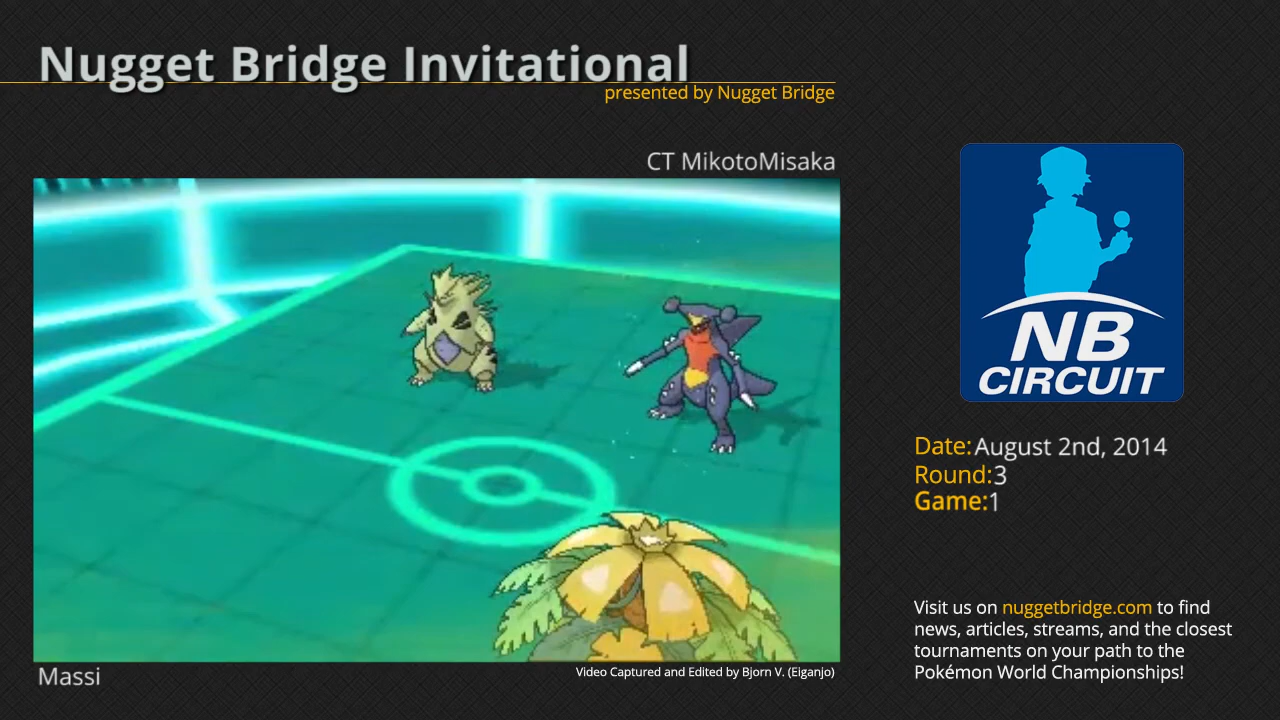 Nugget Bridge Invitational
presented by Nugget Bridge
CT MikotoMisaka
NB
CIRCUIT
Date: August 2nd, 2014
Round: 3
Game: 1
Visit us on nuggetbridge.com to find
news, articles, streams, and the closest
tournaments on your path to the
Pokémon World Championships!
Massi
Video Captured and Edited by Bjorn V. (Eiganjo)